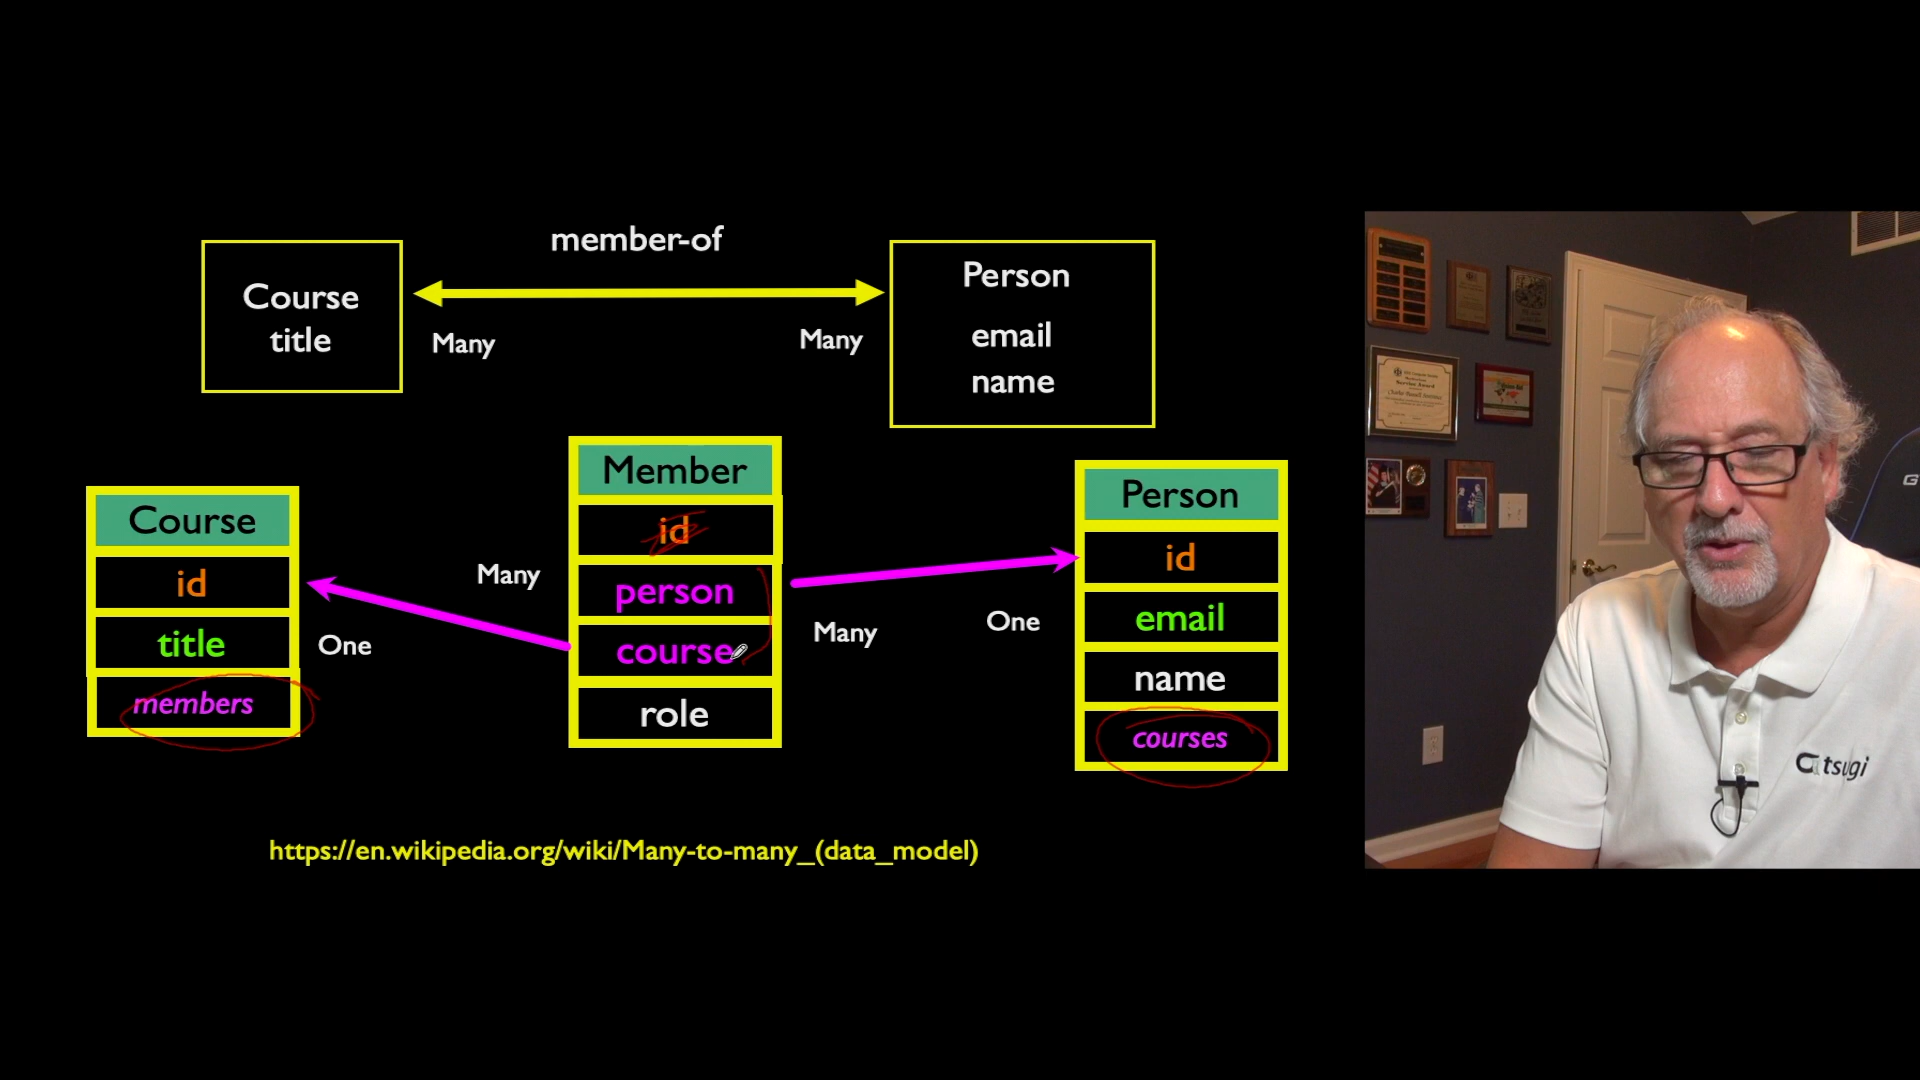 member-of
Course
title
Many
Many
Person
email
name
Course
id
title
members
One
Many
Member
id
person
course
role
Many
One
Person
id
email
name
courses
https://en.wikipedia.org/wiki/Many-to-many_(data_model)
tsugi
G